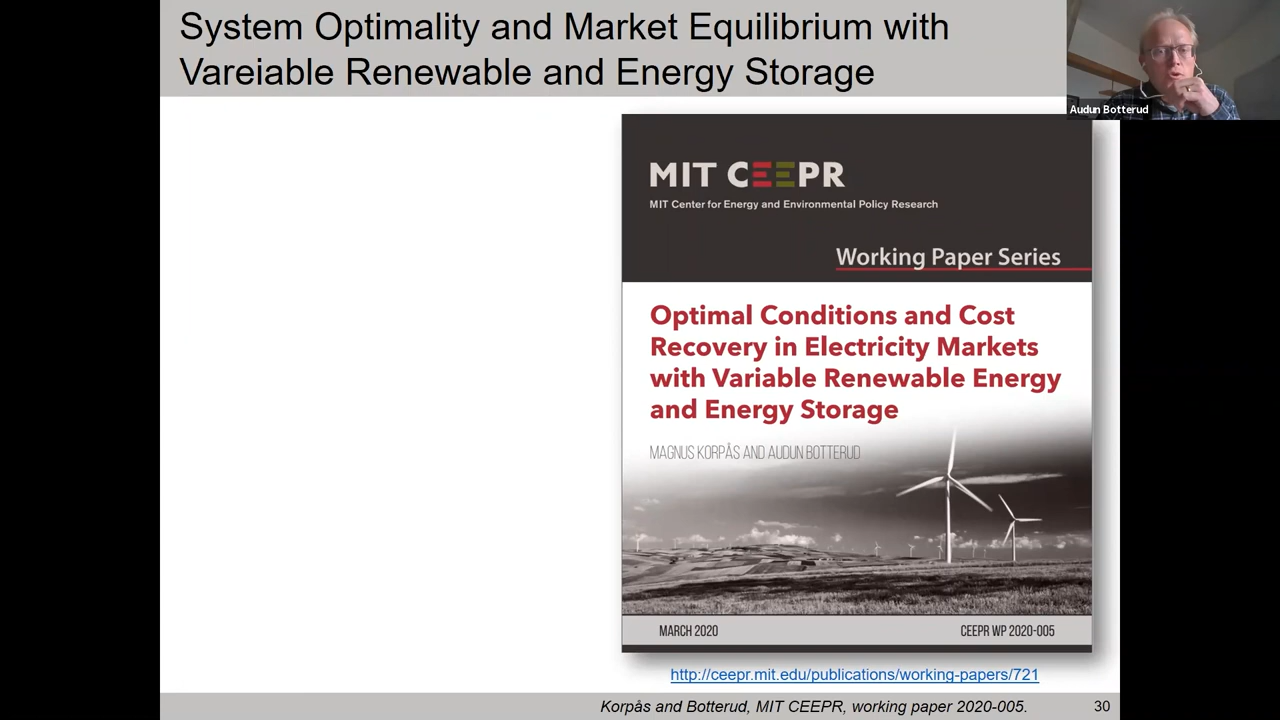 System Optimality and Market Equilibrium with
Vareiable Renewable and Energy Storage
Audun Botterud
MIT CEEPR
MIT Center for Energy and Environmental Policy Research
Working Paper Series
Optimal Conditions and Cost
Recovery in Electricity Markets
with Variable Renewable Energy
and Energy Storage
MAGNUS KORPÅS AND AUDUN BOTTERUD
MARCH 2020
CEEPR WP 2020-005
http://ceepr.mit.edu/publications/working-papers/721
Korpås and Botterud, MIT CEEPR, working paper 2020-005.
30